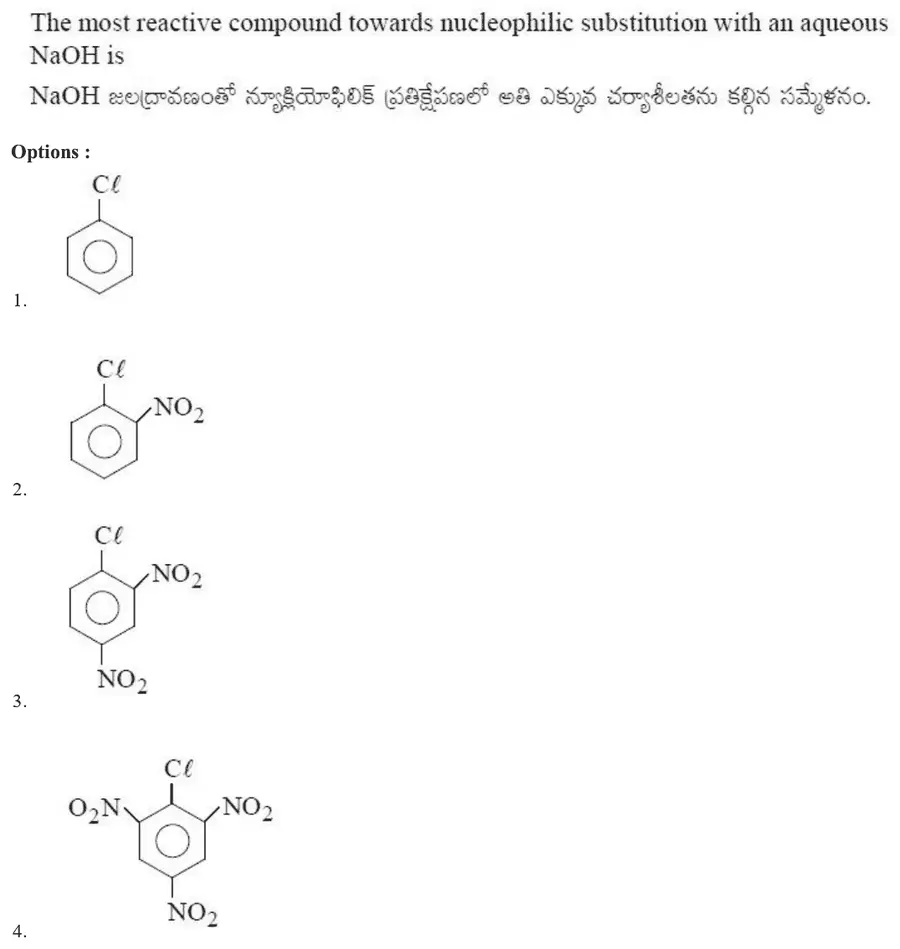 The most reactive compound towards nucleophilic substitution with an aqueous
NaOH is
NaOH జలద్రావణంతో న్యూక్లియోఫిలిక్ ప్రతిక్షేపణలో అతి ఎక్కువ చర్యాశీలతను కల్గిన సమ్మేళనం.
Options :
Cℓ
1.
Cℓ
NO₂
2.
Cℓ
NO₂
NO₂
3.
Cℓ
O₂N NO₂
NO₂
4.